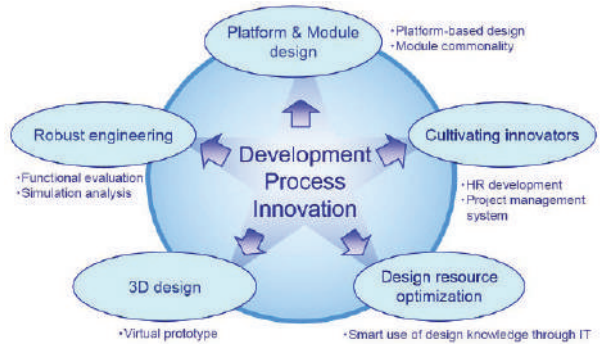 Platform & Module
design
・Platform-based design
・Module commonality
Robust engineering
・Functional evaluation
・Simulation analysis
Development
Process
Innovation
Cultivating innovators
・HR development
・Project management
system
3D design
・Virtual prototype
Design resource
optimization
・Smart use of design knowledge through IT